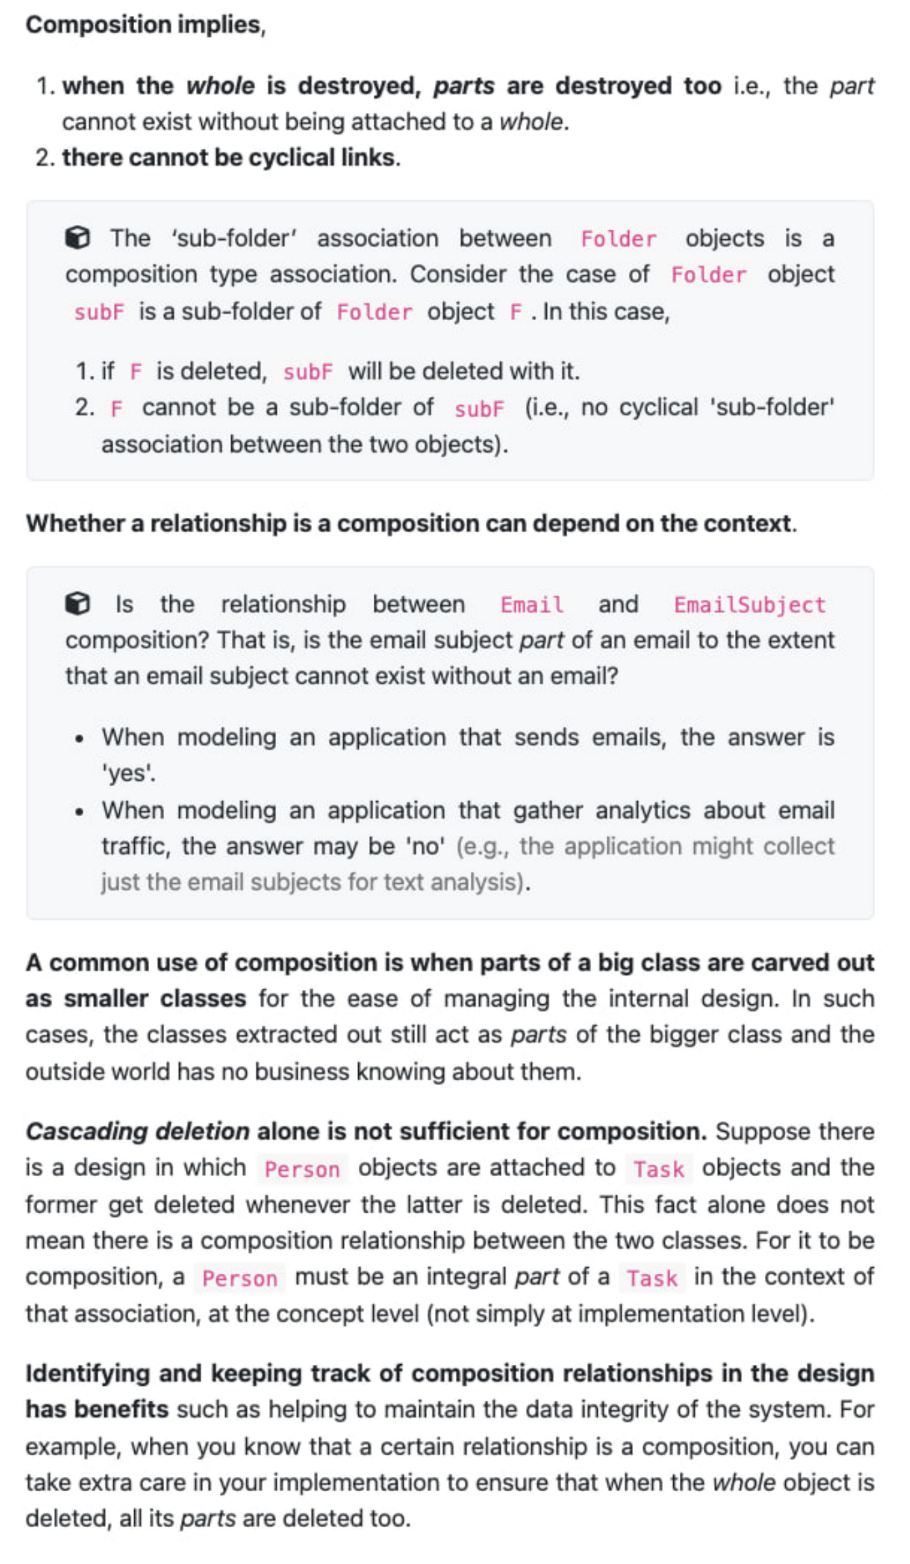 Composition implies,
1. when the whole is destroyed, parts are destroyed too i.e., the part
cannot exist without being attached to a whole.
2. there cannot be cyclical links.
The 'sub-folder' association between Folder objects is a
composition type association. Consider the case of Folder object
subF is a sub-folder of Folder object F . In this case,
1. if F is deleted, subF will be deleted with it.
2. F cannot be a sub-folder of subF (i.e., no cyclical 'sub-folder'
association between the two objects).
Whether a relationship is a composition can depend on the context.
Is the relationship between Email and EmailSubject
composition? That is, is the email subject part of an email to the extent
that an email subject cannot exist without an email?
• When modeling an application that sends emails, the answer is
'yes'.
• When modeling an application that gather analytics about email
traffic, the answer may be 'no' (e.g., the application might collect
just the email subjects for text analysis).
A common use of composition is when parts of a big class are carved out
as smaller classes for the ease of managing the internal design. In such
cases, the classes extracted out still act as parts of the bigger class and the
outside world has no business knowing about them.
Cascading deletion alone is not sufficient for composition. Suppose there
is a design in which Person objects are attached to Task objects and the
former get deleted whenever the latter is deleted. This fact alone does not
mean there is a composition relationship between the two classes. For it to be
composition, a Person must be an integral part of a Task in the context of
that association, at the concept level (not simply at implementation level).
Identifying and keeping track of composition relationships in the design
has benefits such as helping to maintain the data integrity of the system. For
example, when you know that a certain relationship is a composition, you can
take extra care in your implementation to ensure that when the whole object is
deleted, all its parts are deleted too.